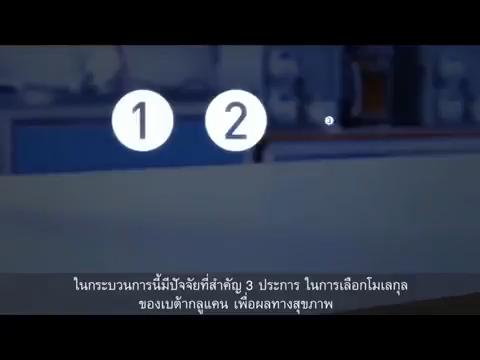 1 2 3
ในกระบวนการนี้มีปัจจัยที่สำคัญ 3 ประการ ในการเลือกโมเลกุล
ของเบต้ากลูแคน เพื่อผลทางสุขภาพ